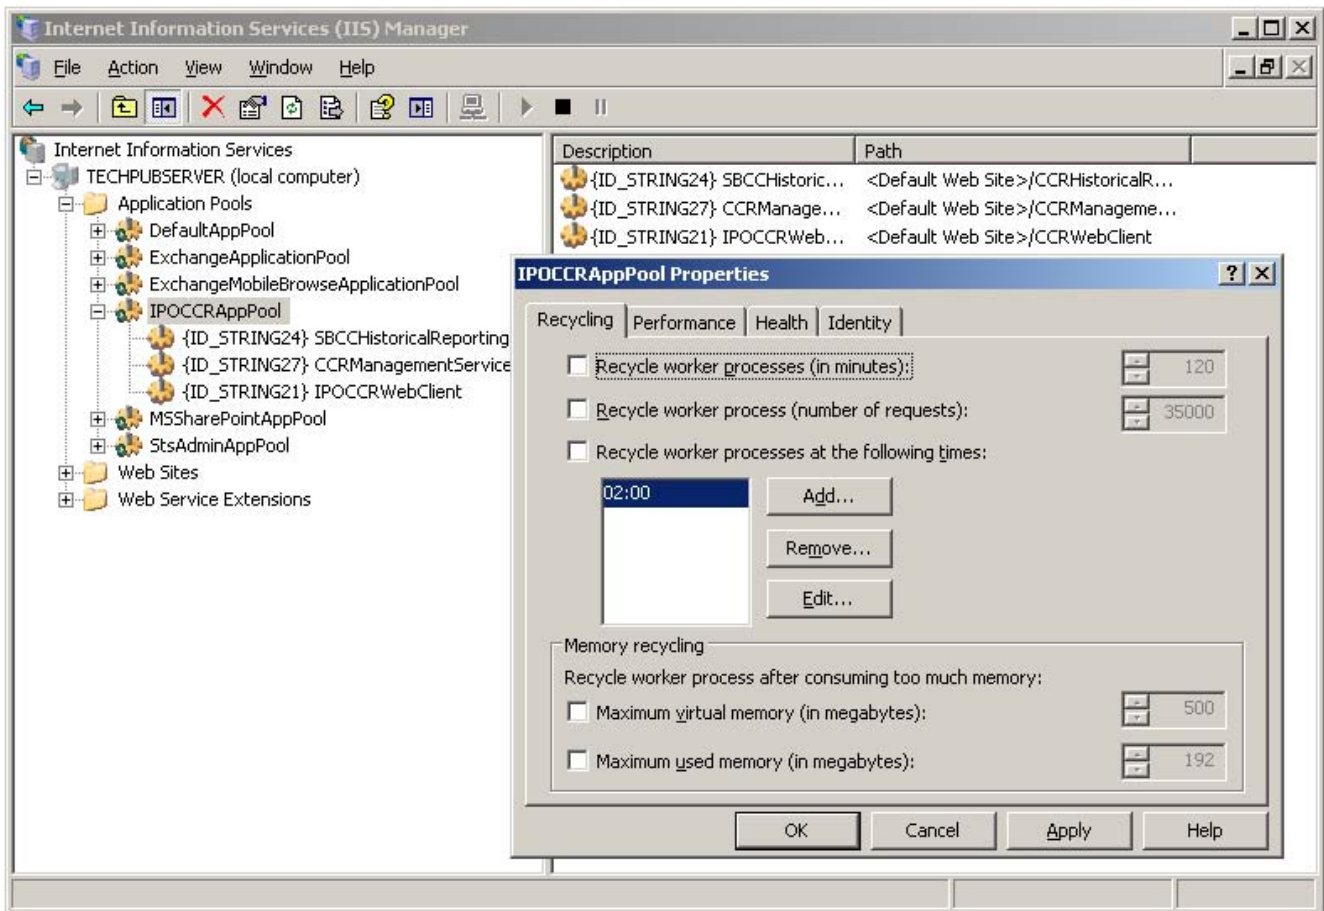 Internet Information Services (IIS) Manager
File Action View Window Help
Internet Information Services
TECHPUBSERVER (local computer)
Application Pools
DefaultAppPool
ExchangeApplicationPool
ExchangeMobileBrowseApplicationPool
IPOCCRAppPool
{ID_STRING24} SBCCHistoricalReporting
{ID_STRING27} CCRManagementService
{ID_STRING21} IPOCCRWebClient
MSSharePointAppPool
StsAdminAppPool
Web Sites
Web Service Extensions
Description Path
{ID_STRING24} SBCCHistoric... <Default Web Site>/CCRHistoricalR...
{ID_STRING27} CCRManage... <Default Web Site>/CCRManageme...
{ID_STRING21} IPOCCRWeb... <Default Web Site>/CCRWebClient
IPOCCRAppPool Properties
Recycling Performance Health Identity
Recycle worker processes (in minutes): 120
Recycle worker process (number of requests): 35000
Recycle worker processes at the following times:
02:00
Add...
Remove...
Edit...
Memory recycling
Recycle worker process after consuming too much memory:
Maximum virtual memory (in megabytes): 500
Maximum used memory (in megabytes): 192
OK Cancel Apply Help